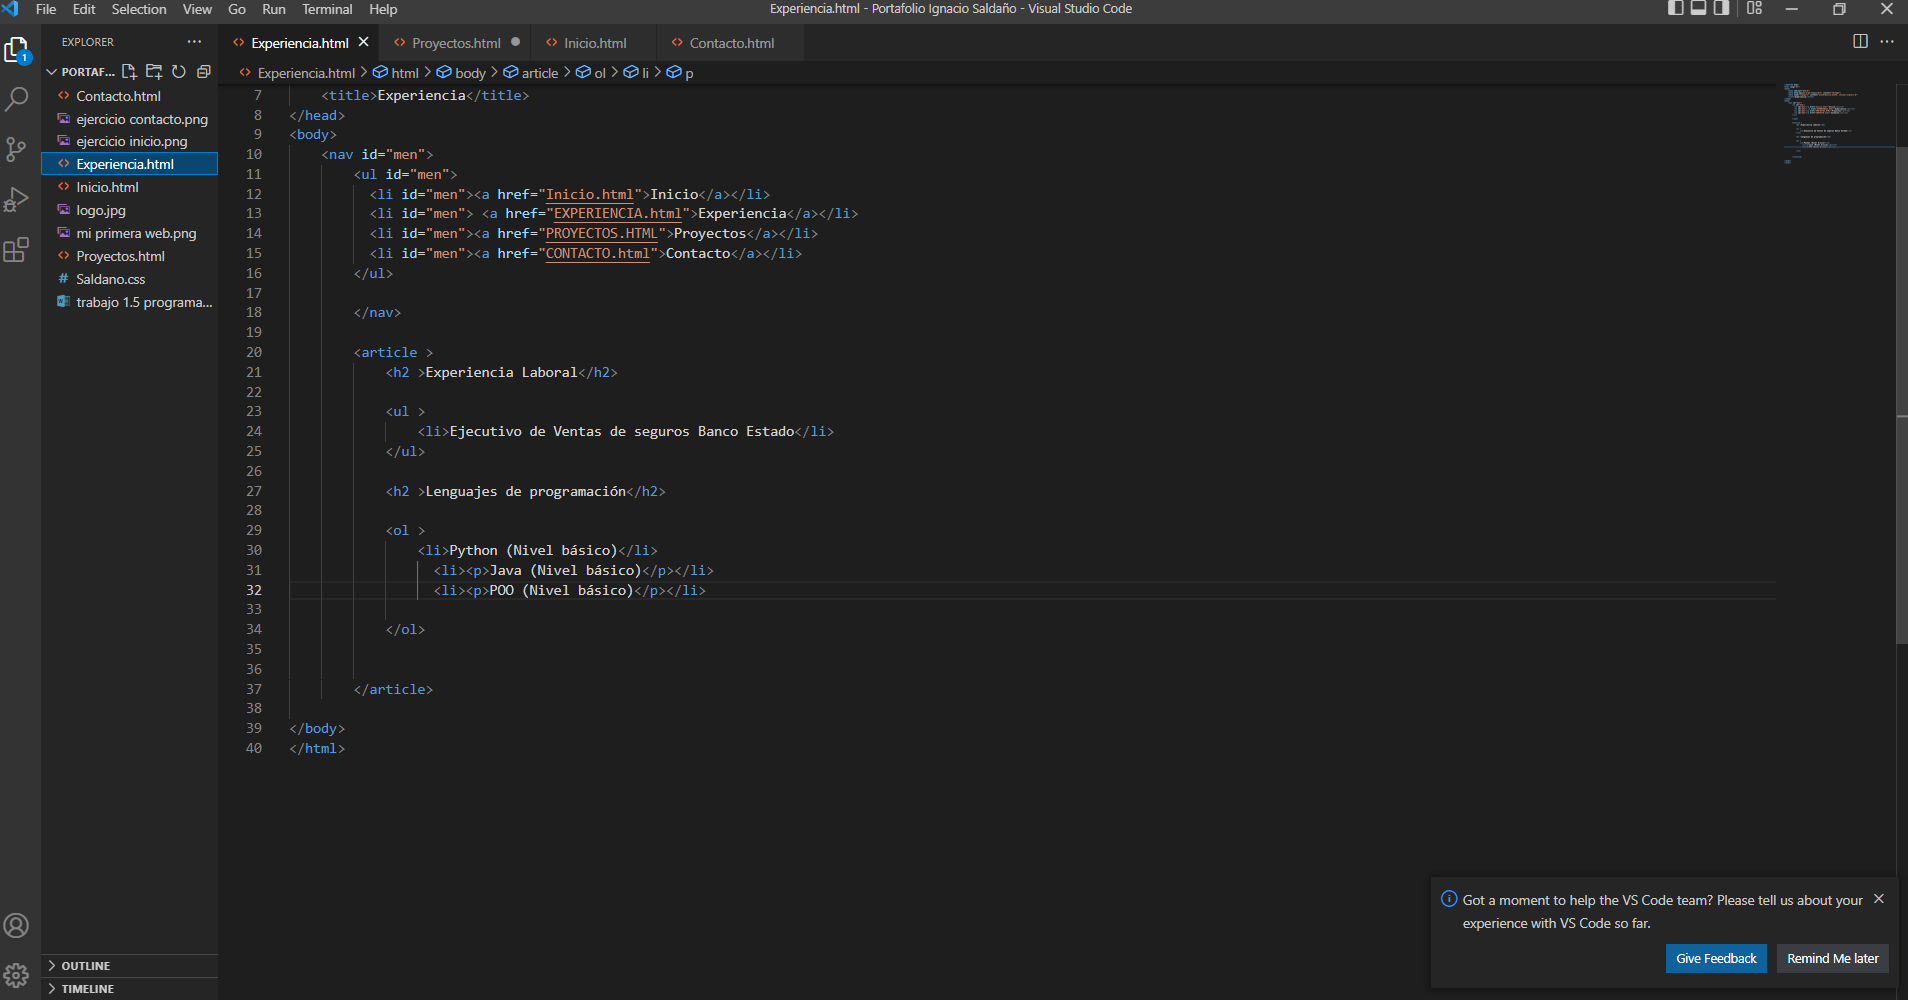 File Edit Selection View Go Run Terminal Help
Experiencia.html - Portafolio Ignacio Saldaño - Visual Studio Code
EXPLORER ...
1
PORTAF...
Contacto.html
ejercicio contacto.png
ejercicio inicio.png
Experiencia.html
Inicio.html
logo.jpg
mi primera web.png
Proyectos.html
# Saldano.css
trabajo 1.5 programa...
OUTLINE
TIMELINE
<> Experiencia.html <> Proyectos.html <> Inicio.html <> Contacto.html
<> Experiencia.html > html > body > article > ol > li > p
7 <title>Experiencia</title>
8 </head>
9 <body>
10 <nav id="men">
11 <ul id="men">
12 <li id="men"><a href="Inicio.html">Inicio</a></li>
13 <li id="men"> <a href="EXPERIENCIA.html">Experiencia</a></li>
14 <li id="men"><a href="PROYECTOS.HTML">Proyectos</a></li>
15 <li id="men"><a href="CONTACTO.html">Contacto</a></li>
16 </ul>
17
18 </nav>
19
20 <article >
21 <h2 >Experiencia Laboral</h2>
22
23 <ul >
24 <li>Ejecutivo de Ventas de seguros Banco Estado</li>
25 </ul>
26
27 <h2 >Lenguajes de programación</h2>
28
29 <ol >
30 <li>Python (Nivel básico)</li>
31 <li><p>Java (Nivel básico)</p></li>
32 <li><p>POO (Nivel básico)</p></li>
33
34 </ol>
35
36
37 </article>
38
39 </body>
40 </html>
Got a moment to help the VS Code team? Please tell us about your
experience with VS Code so far.
Give Feedback Remind Me later